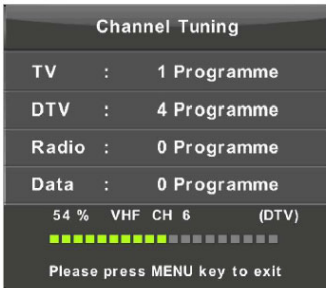 Channel Tuning
TV : 1 Programme
DTV : 4 Programme
Radio : 0 Programme
Data : 0 Programme
54 % VHF CH 6 (DTV)
Please press MENU key to exit